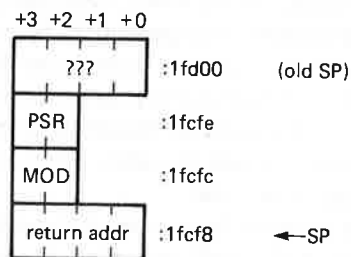 +3 +2 +1 +0
??? :1fd00 (old SP)
PSR :1fcfe
MOD :1fcfc
return addr :1fcf8 ←SP